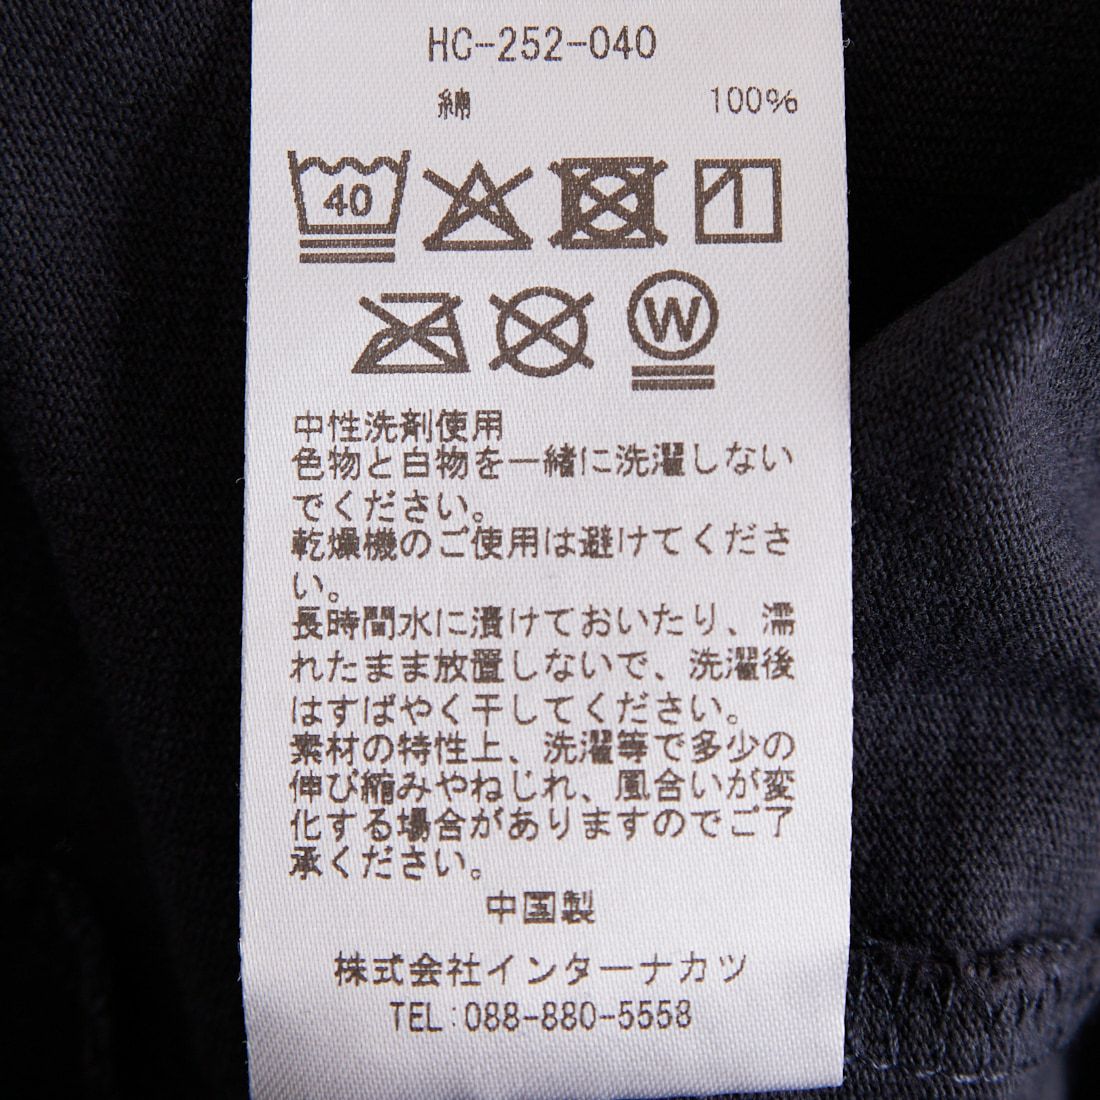 HC-252-040
綿 100%
40
W
中性洗剤使用
色物と白物を一緒に洗濯しない
でください。
乾燥機のご使用は避けてくださ
い。
長時間水に漬けておいたり、濡
れたまま放置しないで、洗濯後
はすばやく干してください。
素材の特性上、洗濯等で多少の
伸び縮みやねじれ、風合いが変
化する場合がありますのでご了
承ください。
中国製
株式会社インターナカツ
TEL:088-880-5558